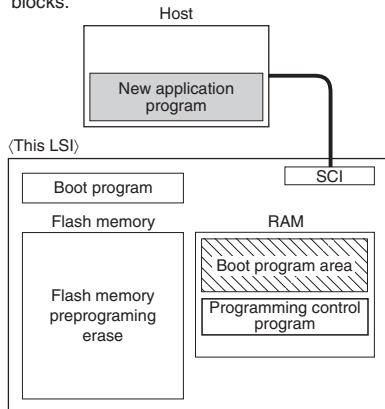 blocks.
Host
New application
program
〈This LSI〉
SCI
Boot program
Flash memory
RAM
Boot program area
Flash memory
preprograming
erase
Programming control
program